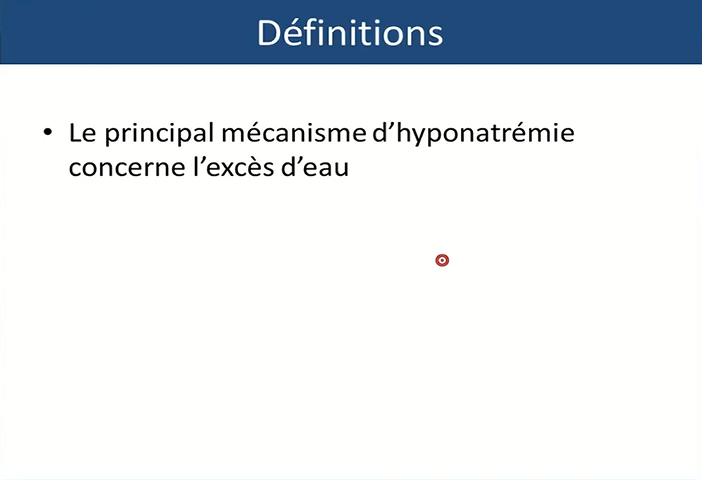 Définitions
• Le principal mécanisme d’hyponatrémie
concerne l’excès d’eau